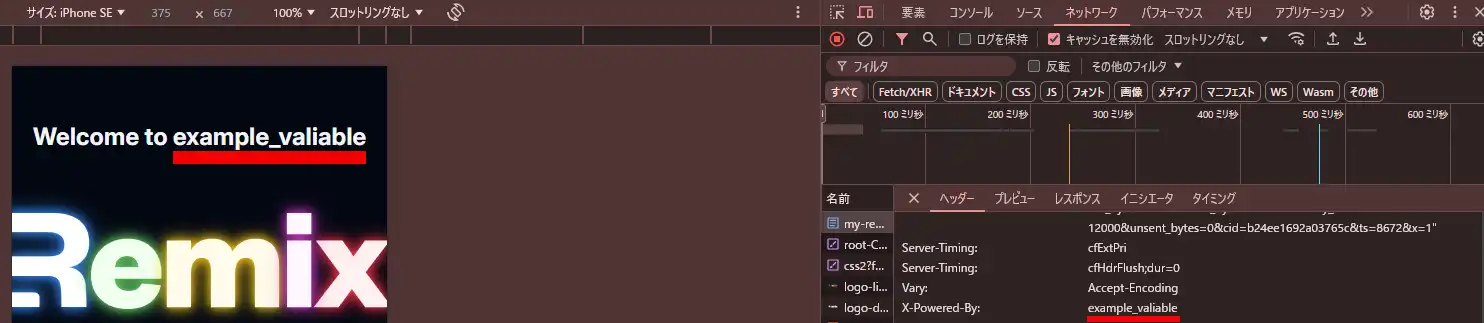 サイズ: iPhone SE ▼ 375 × 667 100% ▼ スロットリングなし ▼
Welcome to example_valiable
Remix
要素 コンソール ソース ネットワーク パフォーマンス メモリ アプリケーション
ログを保持 キャッシュを無効化 スロットリングなし ▼
フィルタ 反転 その他のフィルタ ▼
すべて Fetch/XHR ドキュメント CSS JS フォント 画像 メディア マニフェスト WS Wasm その他
100 ミリ秒 200 ミリ秒 300 ミリ秒 400 ミリ秒 500 ミリ秒 600 ミリ秒
名前
my-re...
root-C...
css2?f...
logo-li...
logo-d...
ヘッダー プレビュー レスポンス イニシエータ タイミング
12000&unsent_bytes=0&cid=b24ee1692a03765c&ts=8672&x=1"
Server-Timing: cfExtPri
Server-Timing: cfHdrFlush;dur=0
Vary: Accept-Encoding
X-Powered-By: example_valiable